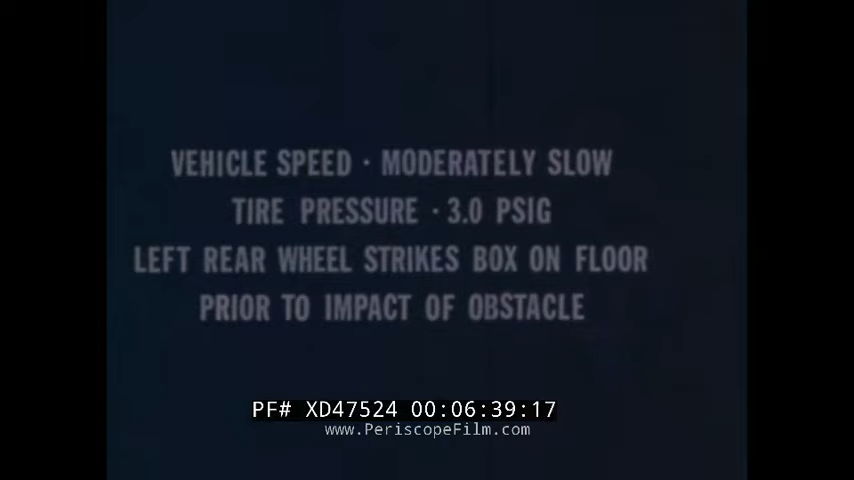 VEHICLE SPEED · MODERATELY SLOW
TIRE PRESSURE · 3.0 PSIG
LEFT REAR WHEEL STRIKES BOX ON FLOOR
PRIOR TO IMPACT OF OBSTACLE
PF# XD47524 00:06:39:17
www.PeriscopeFilm.com